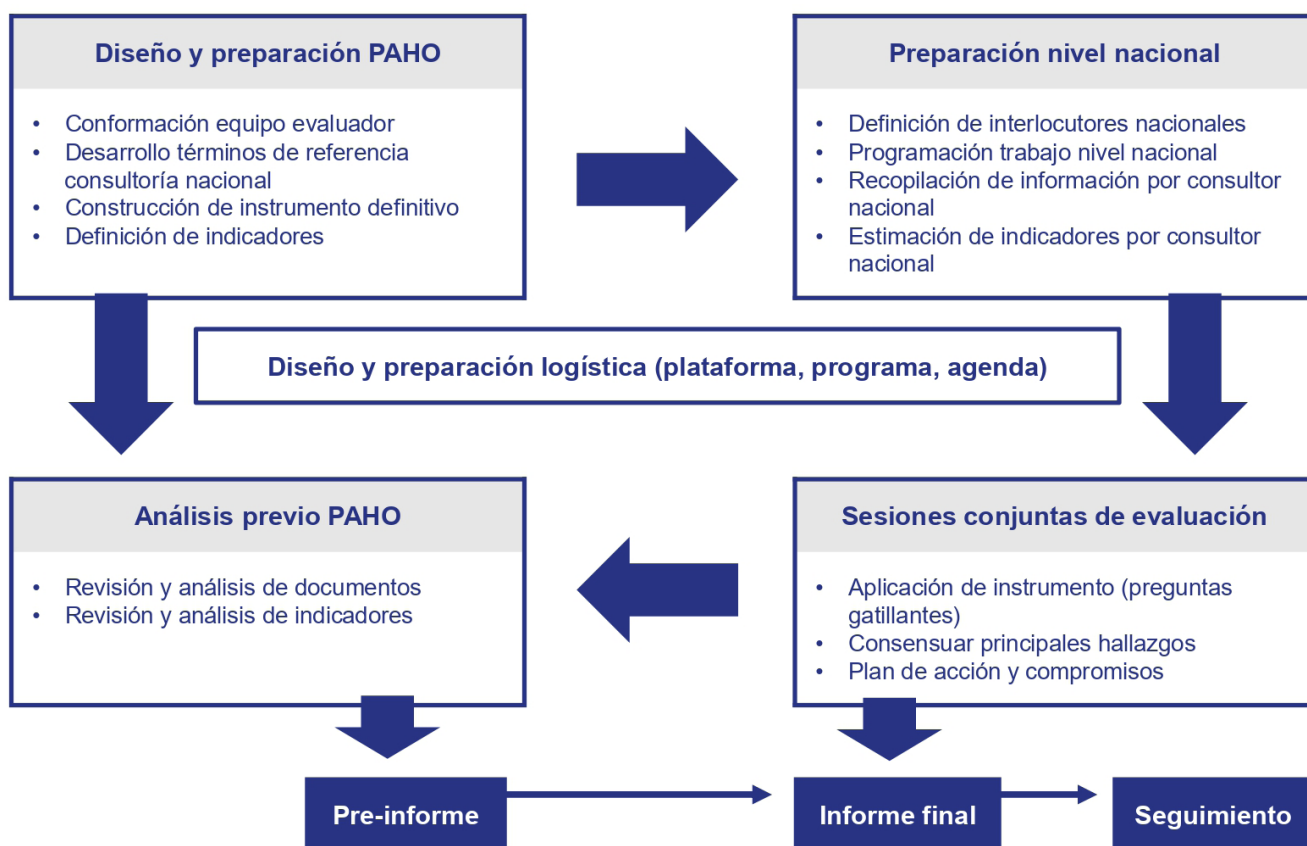 Diseño y preparación PAHO
• Conformación equipo evaluador
• Desarrollo términos de referencia
consultoría nacional
• Construcción de instrumento definitivo
• Definición de indicadores
Preparación nivel nacional
• Definición de interlocutores nacionales
• Programación trabajo nivel nacional
• Recopilación de información por consultor
nacional
• Estimación de indicadores por consultor
nacional
Diseño y preparación logística (plataforma, programa, agenda)
Análisis previo PAHO
• Revisión y análisis de documentos
• Revisión y análisis de indicadores
Sesiones conjuntas de evaluación
• Aplicación de instrumento (preguntas
gatillantes)
• Consensuar principales hallazgos
• Plan de acción y compromisos
Pre-informe
Informe final
Seguimiento